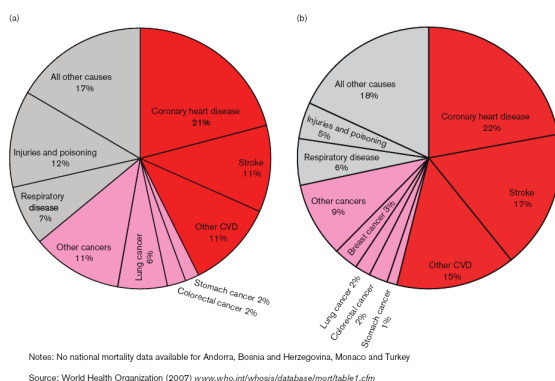 (a)
All other causes
17%
Coronary heart disease
21%
Injuries and poisoning
12%
Stroke
11%
Respiratory
disease
7%
Other CVD
11%
Other cancers
11%
Lung cancer
6%
Stomach cancer 2%
Colorectal cancer 2%
(b)
All other causes
18%
Coronary heart disease
22%
Injuries and poisoning
5%
Respiratory disease
6%
Stroke
17%
Other cancers
9%
Breast cancer 3%
Other CVD
15%
Lung cancer 2%
Colorectal cancer
2%
Stomach cancer
1%
Notes: No national mortality data available for Andorra, Bosnia and Herzegovina, Monaco and Turkey
Source: World Health Organization (2007) www.who.int/whosis/database/mort/table1.cfm